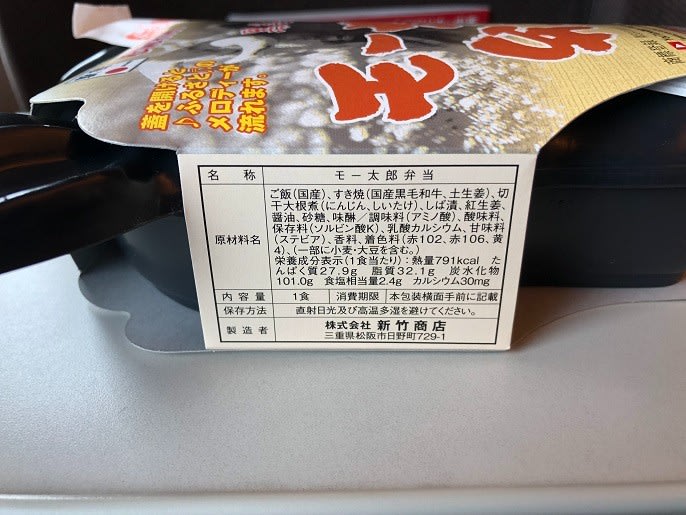 モー太
蓋を開けると
♪ふるさとの
メロディーが
流れます。
名称 モー太郎弁当
原材料名
ご飯(国産)、すき焼(国産黒毛和牛、土生姜)、切
干大根煮(にんじん、しいたけ)、しば漬、紅生姜、
醤油、砂糖、味醂／調味料(アミノ酸)、酸味料、
保存料(ソルビン酸K)、乳酸カルシウム、甘味料
(ステビア)、香料、着色料(赤102、赤106、黄
4)、(一部に小麦・大豆を含む。)
栄養成分表示(1食当たり):熱量791kcal た
んぱく質27.9g 脂質32.1g 炭水化物
101.0g 食塩相当量2.4g カルシウム30mg
内容量 1食 消費期限 本包装横面手前に記載
保存方法 直射日光及び高温多湿を避けてください。
製造者 株式会社 新竹商店
三重県松阪市日野町729-1